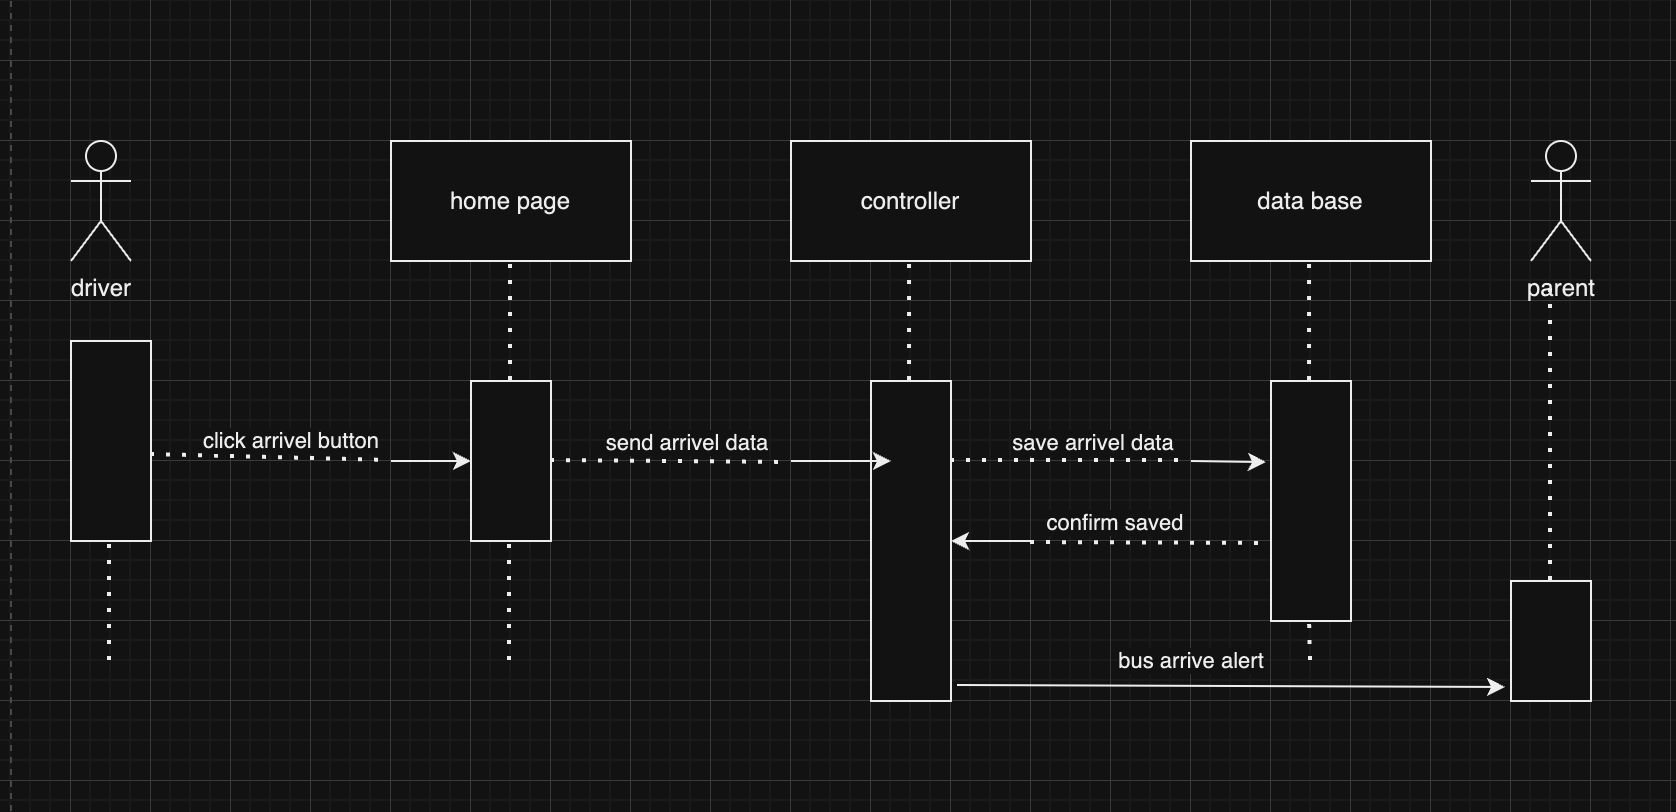 driver
home page
controller
data base
parent
click arrivel button
send arrivel data
save arrivel data
confirm saved
bus arrive alert